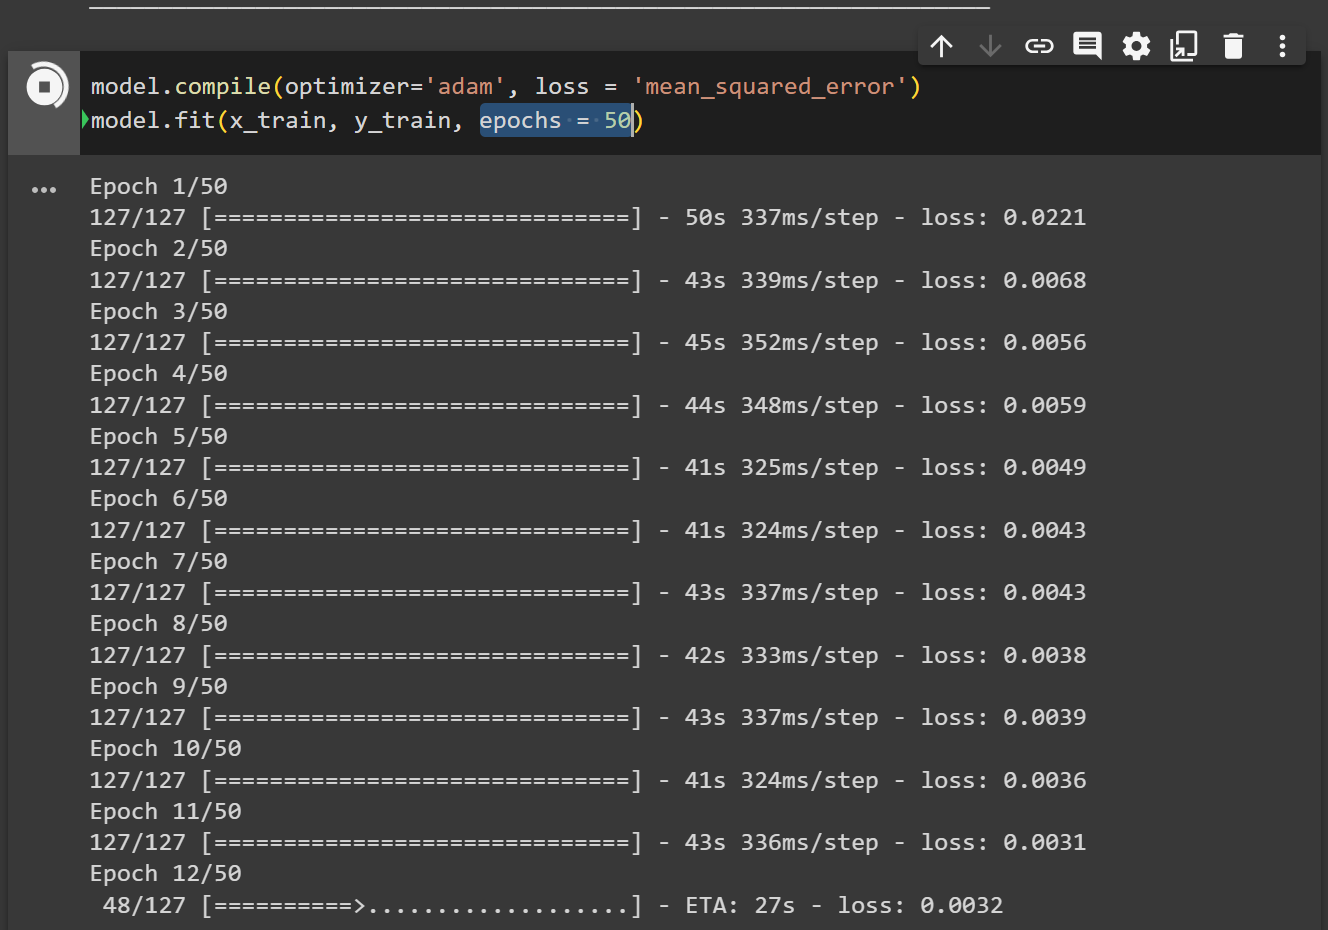 model.compile(optimizer='adam', loss = 'mean_squared_error')
model.fit(x_train, y_train, epochs = 50)
Epoch 1/50
127/127 [==============================] - 50s 337ms/step - loss: 0.0221
Epoch 2/50
127/127 [==============================] - 43s 339ms/step - loss: 0.0068
Epoch 3/50
127/127 [==============================] - 45s 352ms/step - loss: 0.0056
Epoch 4/50
127/127 [==============================] - 44s 348ms/step - loss: 0.0059
Epoch 5/50
127/127 [==============================] - 41s 325ms/step - loss: 0.0049
Epoch 6/50
127/127 [==============================] - 41s 324ms/step - loss: 0.0043
Epoch 7/50
127/127 [==============================] - 43s 337ms/step - loss: 0.0043
Epoch 8/50
127/127 [==============================] - 42s 333ms/step - loss: 0.0038
Epoch 9/50
127/127 [==============================] - 43s 337ms/step - loss: 0.0039
Epoch 10/50
127/127 [==============================] - 41s 324ms/step - loss: 0.0036
Epoch 11/50
127/127 [==============================] - 43s 336ms/step - loss: 0.0031
Epoch 12/50
48/127 [==========>...................] - ETA: 27s - loss: 0.0032